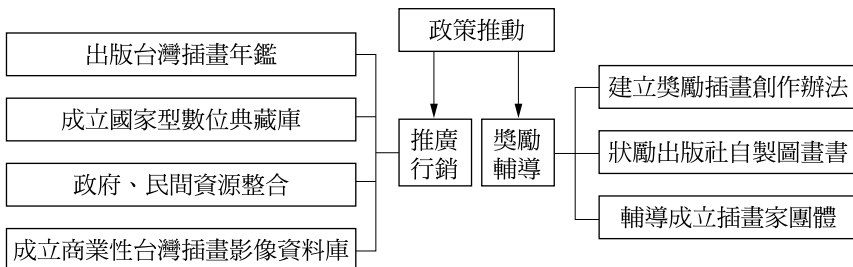 政策推動
出版台灣插畫年鑑
成立國家型數位典藏庫
政府、民間資源整合
成立商業性台灣插畫影像資料庫
推廣
行銷
獎勵
輔導
建立獎勵插畫創作辦法
狀勵出版社自製圖畫書
輔導成立插畫家團體